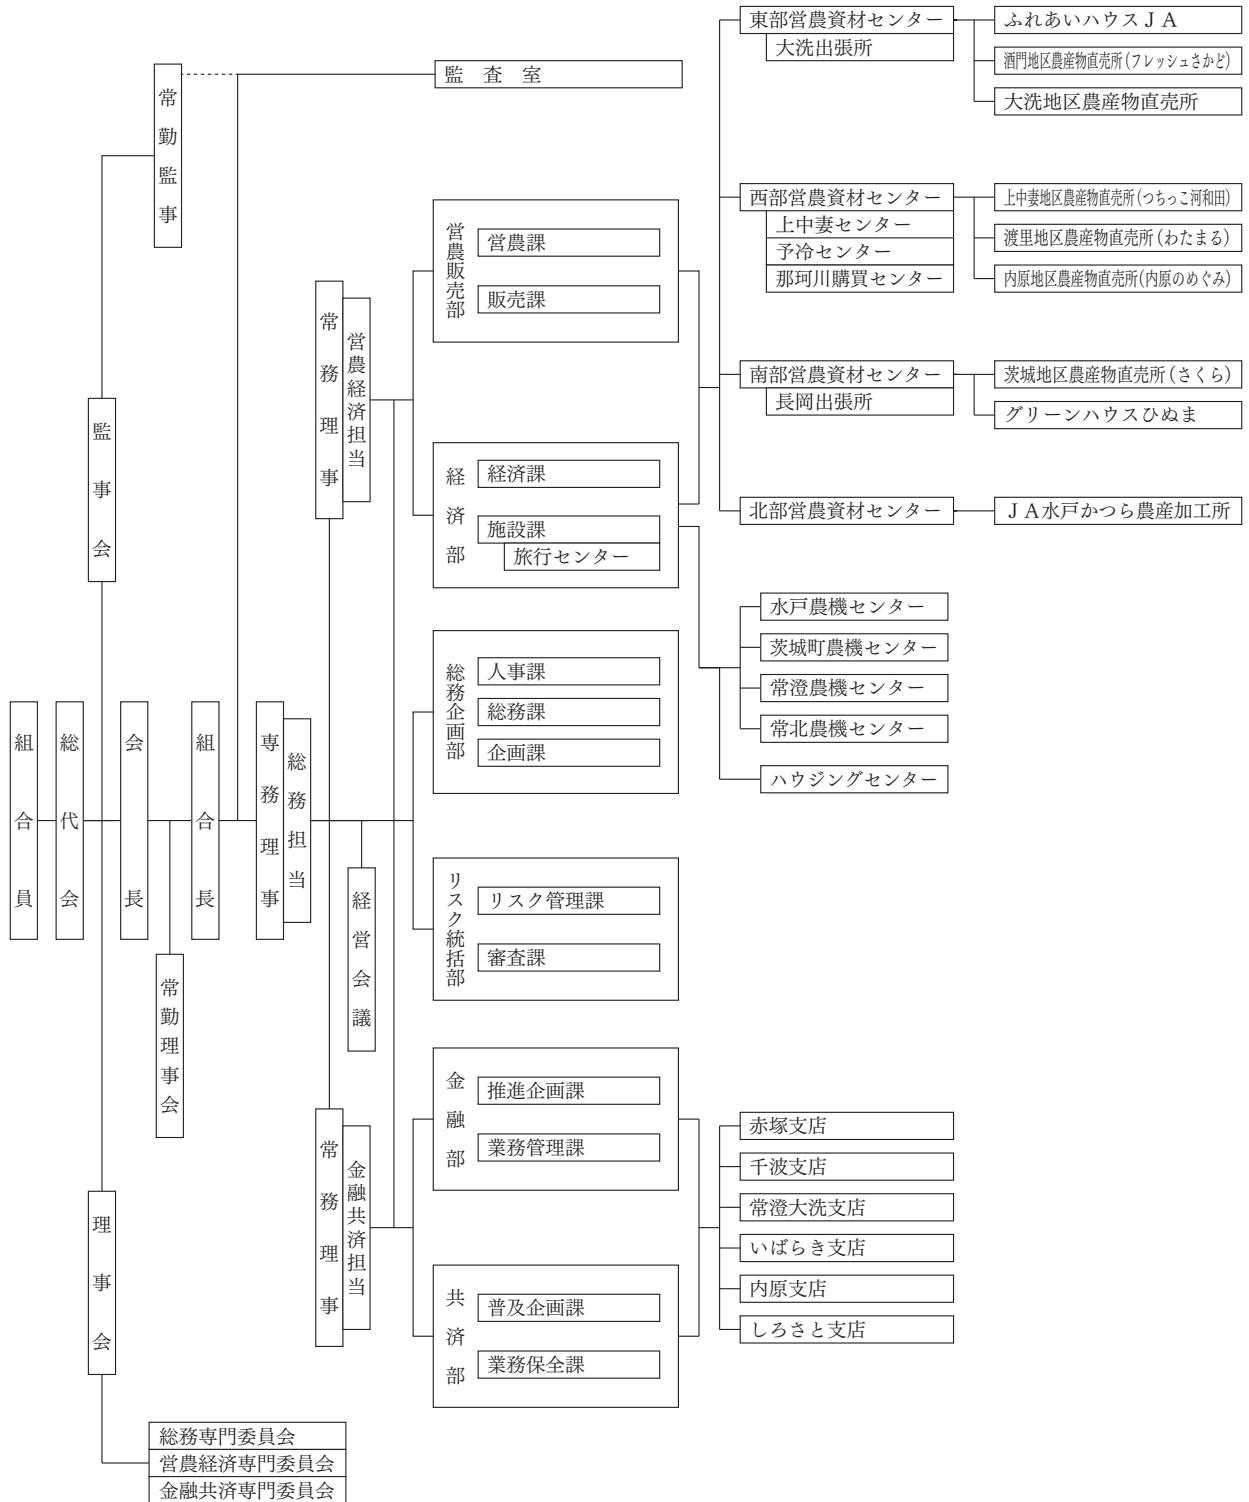 組合員
総代会
監事会
理事会
常勤監事
会長
常勤理事会
組合長
専務理事
総務担当
監　査　室
常務理事
営農経済担当
経営会議
常務理事
金融共済担当
総務専門委員会
営農経済専門委員会
金融共済専門委員会
営農販売部
営農課
販売課
経済部
経済課
施設課
旅行センター
総務企画部
人事課
総務課
企画課
リスク統括部
リスク管理課
審査課
金融部
推進企画課
業務管理課
共済部
普及企画課
業務保全課
東部営農資材センター
大洗出張所
ふれあいハウスＪＡ
酒門地区農産物直売所(フレッシュさかど)
大洗地区農産物直売所
西部営農資材センター
上中妻センター
予冷センター
那珂川購買センター
上中妻地区農産物直売所(つちっこ河和田)
渡里地区農産物直売所(わたまる)
内原地区農産物直売所(内原のめぐみ)
南部営農資材センター
長岡出張所
茨城地区農産物直売所(さくら)
グリーンハウスひぬま
北部営農資材センター
ＪＡ水戸かつら農産加工所
水戸農機センター
茨城町農機センター
常澄農機センター
常北農機センター
ハウジングセンター
赤塚支店
千波支店
常澄大洗支店
いばらき支店
内原支店
しろさと支店